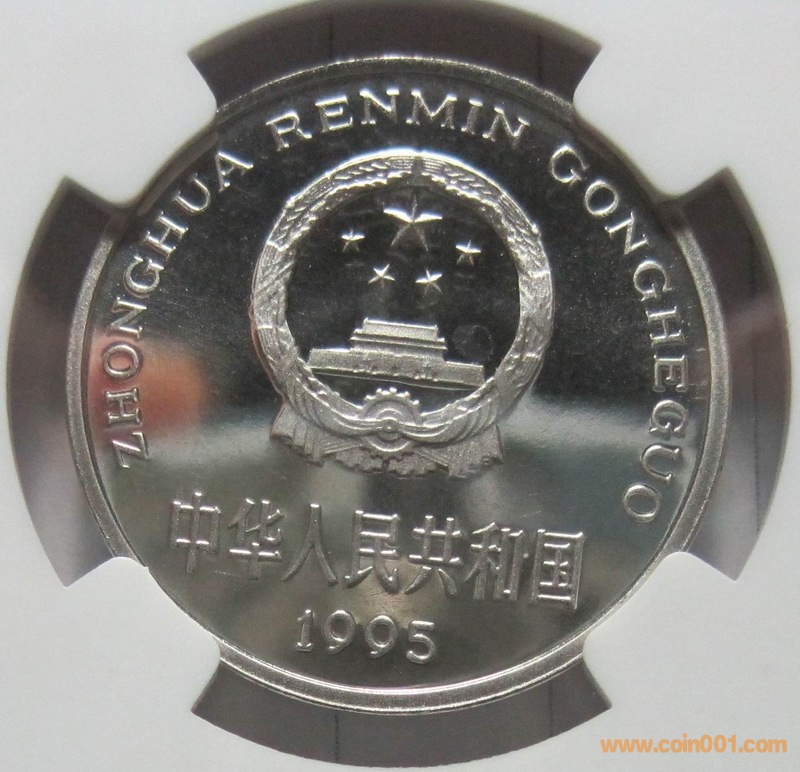 ZHONGHUA RENMIN GONGHEGUO
中华人民共和国
1995
www.coin001.com